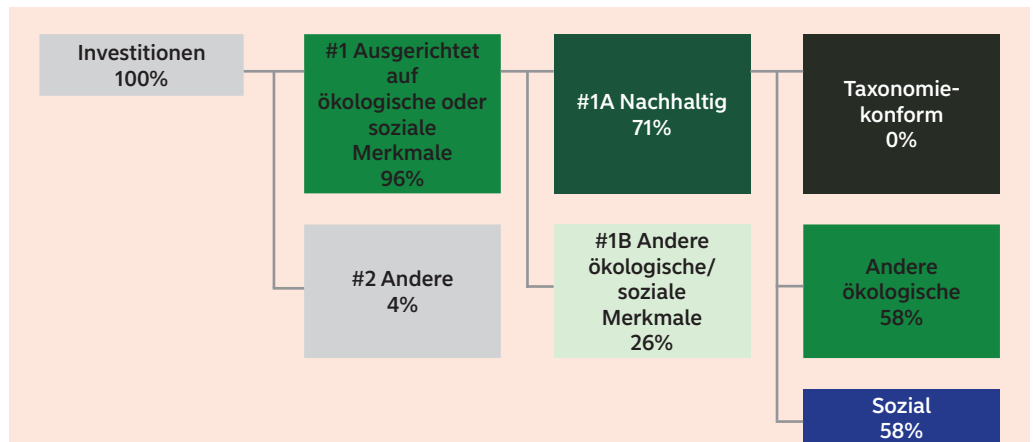 Investitionen
100%
#1 Ausgerichtet
auf
ökologische oder
soziale
Merkmale
96%
#1A Nachhaltig
71%
Taxonomie-
konform
0%
#2 Andere
4%
#1B Andere
ökologische/
soziale
Merkmale
26%
Andere
ökologische
58%
Sozial
58%